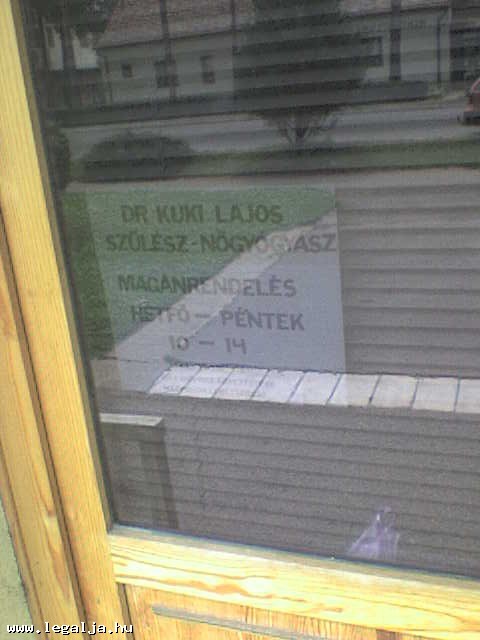 DR KUKI LAJOS
SZÜLÉSZ-NŐGYÓGYÁSZ
MAGÁNRENDELÉS
HÉTFŐ - PÉNTEK
10 - 14
www.legalja.hu